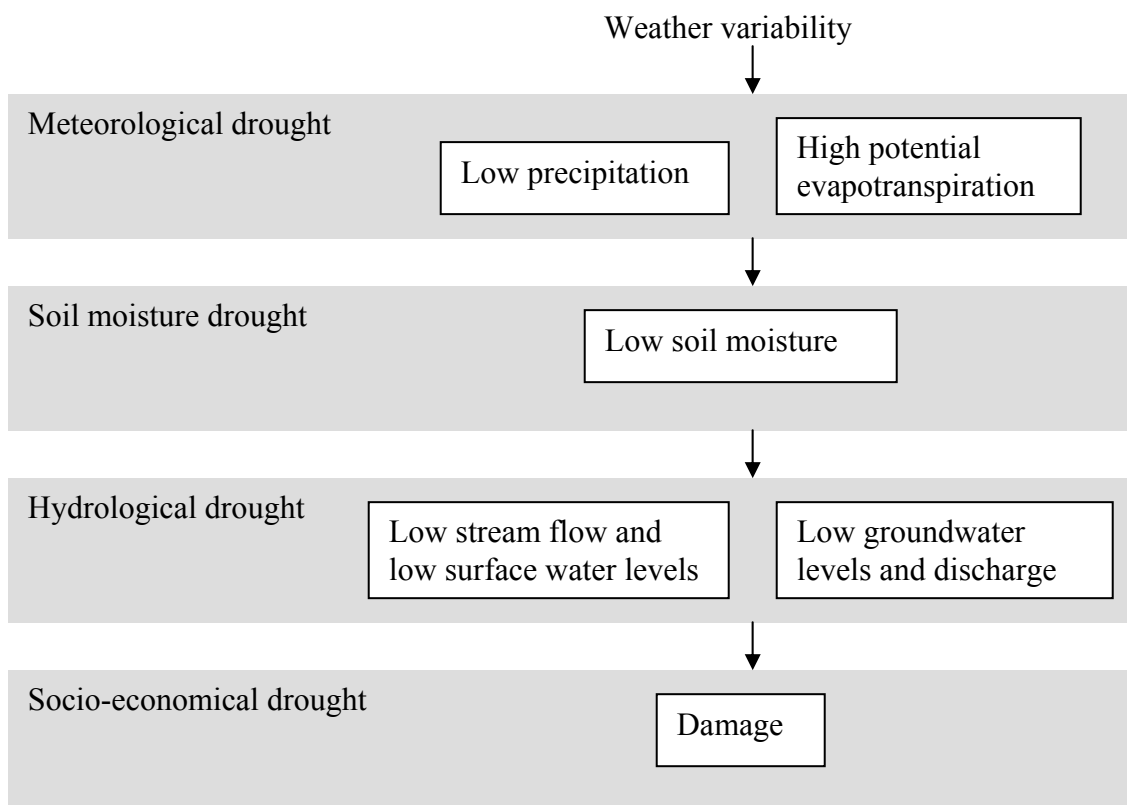 Weather variability
Meteorological drought
Low precipitation
High potential
evapotranspiration
Soil moisture drought
Low soil moisture
Hydrological drought
Low stream flow and
low surface water levels
Low groundwater
levels and discharge
Socio-economical drought
Damage